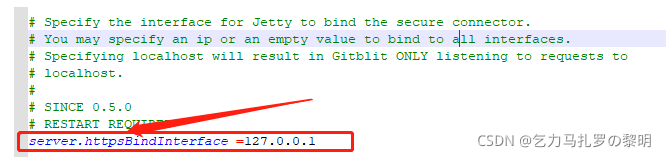 # Specify the interface for Jetty to bind the secure connector.
# You may specify an ip or an empty value to bind to all interfaces.
# Specifying localhost will result in Gitblit ONLY listening to requests to
# localhost.
#
# SINCE 0.5.0
# RESTART REQUIRED
server.httpsBindInterface =127.0.0.1
CSDN @乞力马扎罗の黎明